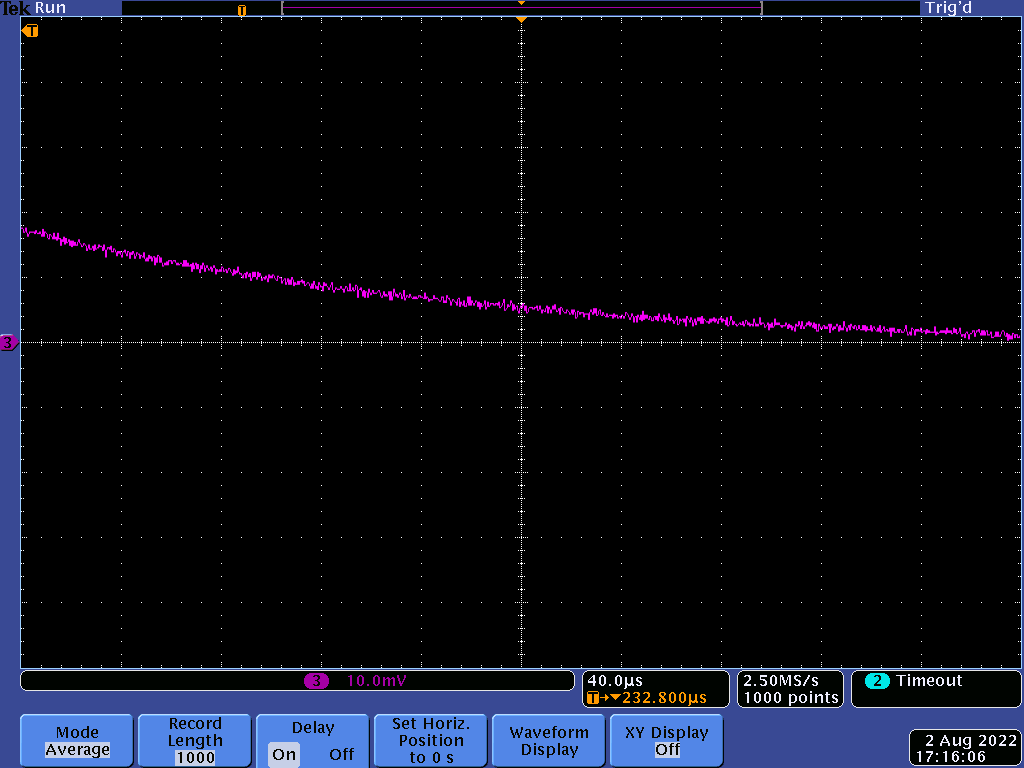 Tek Run Trig'd
T
T
3
3 10.0mV
40.0µs
T→▼232.800µs
2.50MS/s
1000 points
2 Timeout
Mode
Average
Record
Length
1000
Delay
On Off
Set Horiz.
Position
to 0 s
Waveform
Display
XY Display
Off
2 Aug 2022
17:16:06